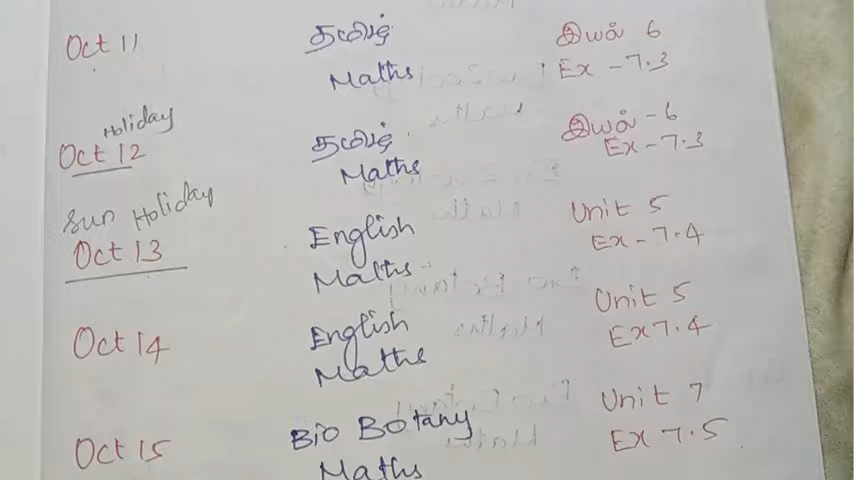 Oct 11 தமிழ் இயல் 6
Maths Ex - 7.3
Holiday
Oct 12 தமிழ் இயல் - 6
Maths Ex - 7.3
Sun Holiday
Oct 13 English Unit 5
Maths Ex - 7.4
Oct 14 English Unit 5
Maths Ex 7.4
Oct 15 Bio Botany Unit 7
Maths Ex 7.5